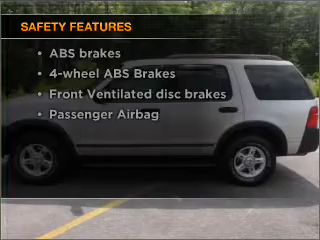 SAFETY FEATURES
• ABS brakes
• 4-wheel ABS Brakes
• Front Ventilated disc brakes
• Passenger Airbag